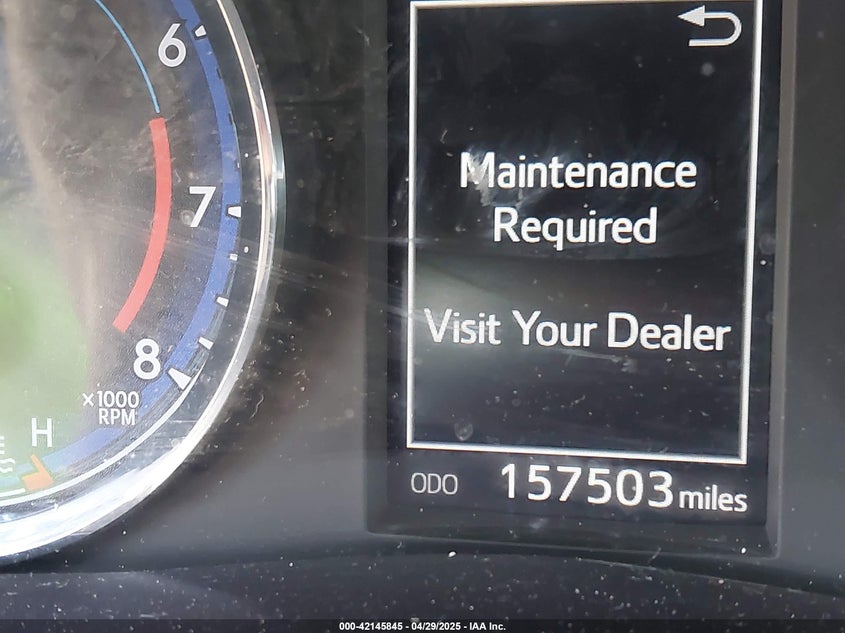 6
7
8
×1000
RPM
H
Maintenance
Required
Visit Your Dealer
ODO 157503 miles
000-42145845 - 04/29/2025 - IAA Inc.